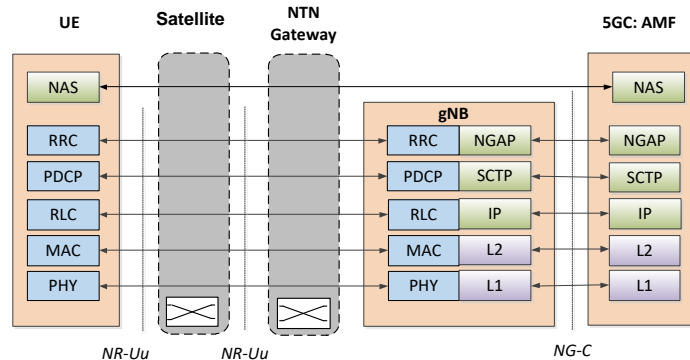 UE
Satellite
NTN
Gateway
5GC: AMF
NAS
NAS
gNB
RRC
RRC
NGAP
NGAP
PDCP
PDCP
SCTP
SCTP
RLC
RLC
IP
IP
MAC
MAC
L2
L2
PHY
PHY
L1
L1
NR-Uu
NR-Uu
NG-C